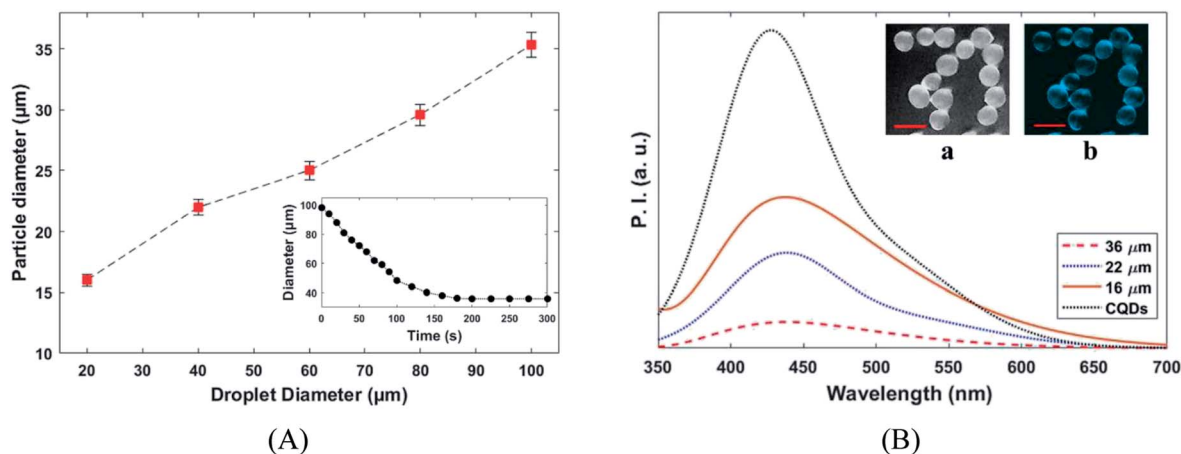 Particle diameter (µm)
35
30
25
20
15
10
20 30 40 50 60 70 80 90 100
Droplet Diameter (µm)
Diameter (µm)
100
80
60
40
0 50 100 150 200 250 300
Time (s)
(A)
P. I. (a. u.)
a b
36 µm
22 µm
16 µm
CQDs
350 400 450 500 550 600 650 700
Wavelength (nm)
(B)